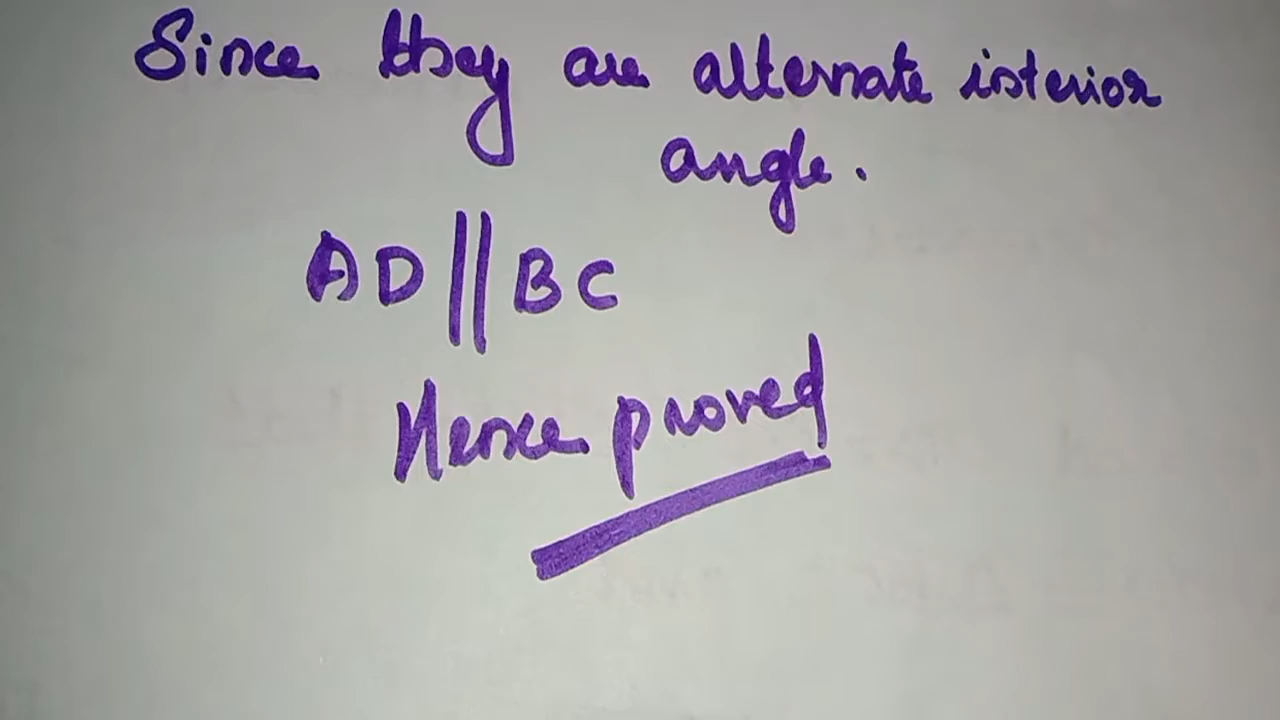 Since they are alternate interior
angle.
AD || BC
Hence proved